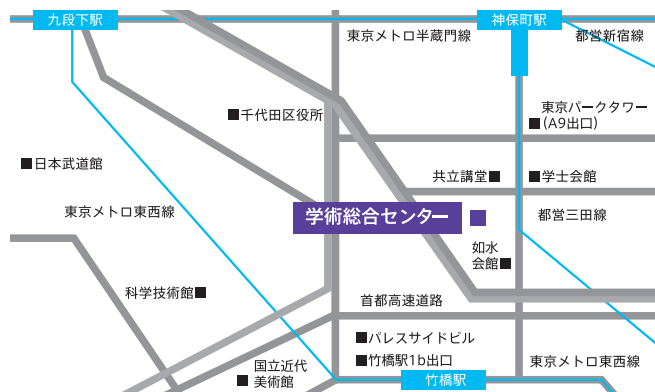 九段下駅
神保町駅
東京メトロ半蔵門線
都営新宿線
東京パークタワー
(A9出口)
千代田区役所
日本武道館
共立講堂
学士会館
東京メトロ東西線
学術総合センター
都営三田線
如水
会館
科学技術館
首都高速道路
パレスサイドビル
竹橋駅1b出口
国立近代
美術館
東京メトロ東西線
竹橋駅